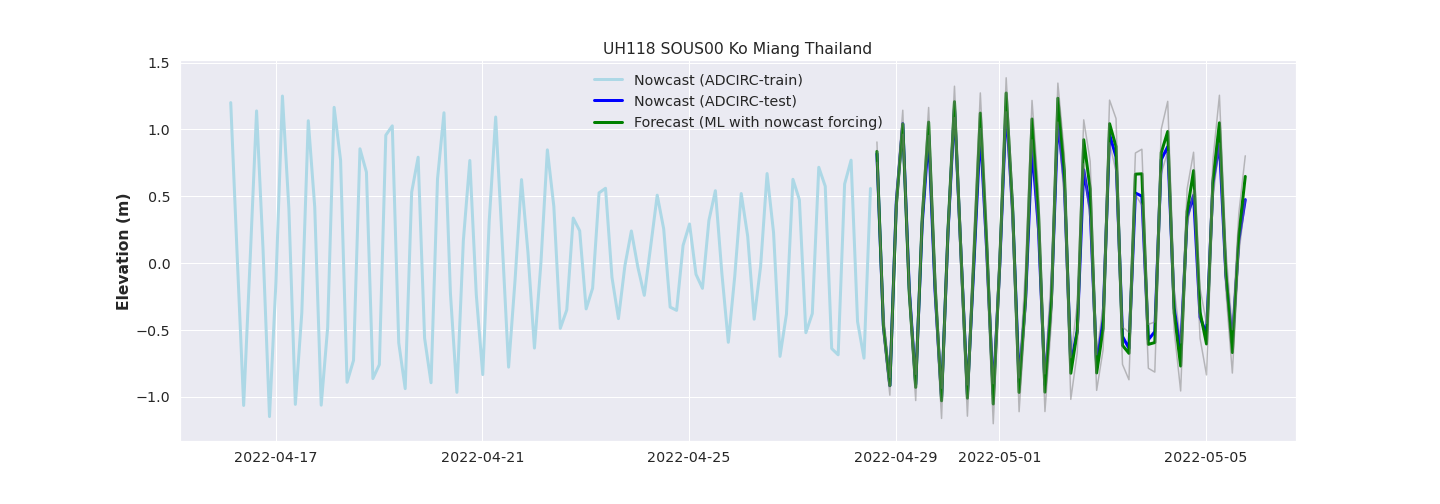 UH118 SOUS00 Ko Miang Thailand
Nowcast (ADCIRC-train)
Nowcast (ADCIRC-test)
Forecast (ML with nowcast forcing)
Elevation (m)
1.5
1.0
0.5
0.0
−0.5
−1.0
2022-04-17 2022-04-21 2022-04-25 2022-04-29 2022-05-01 2022-05-05